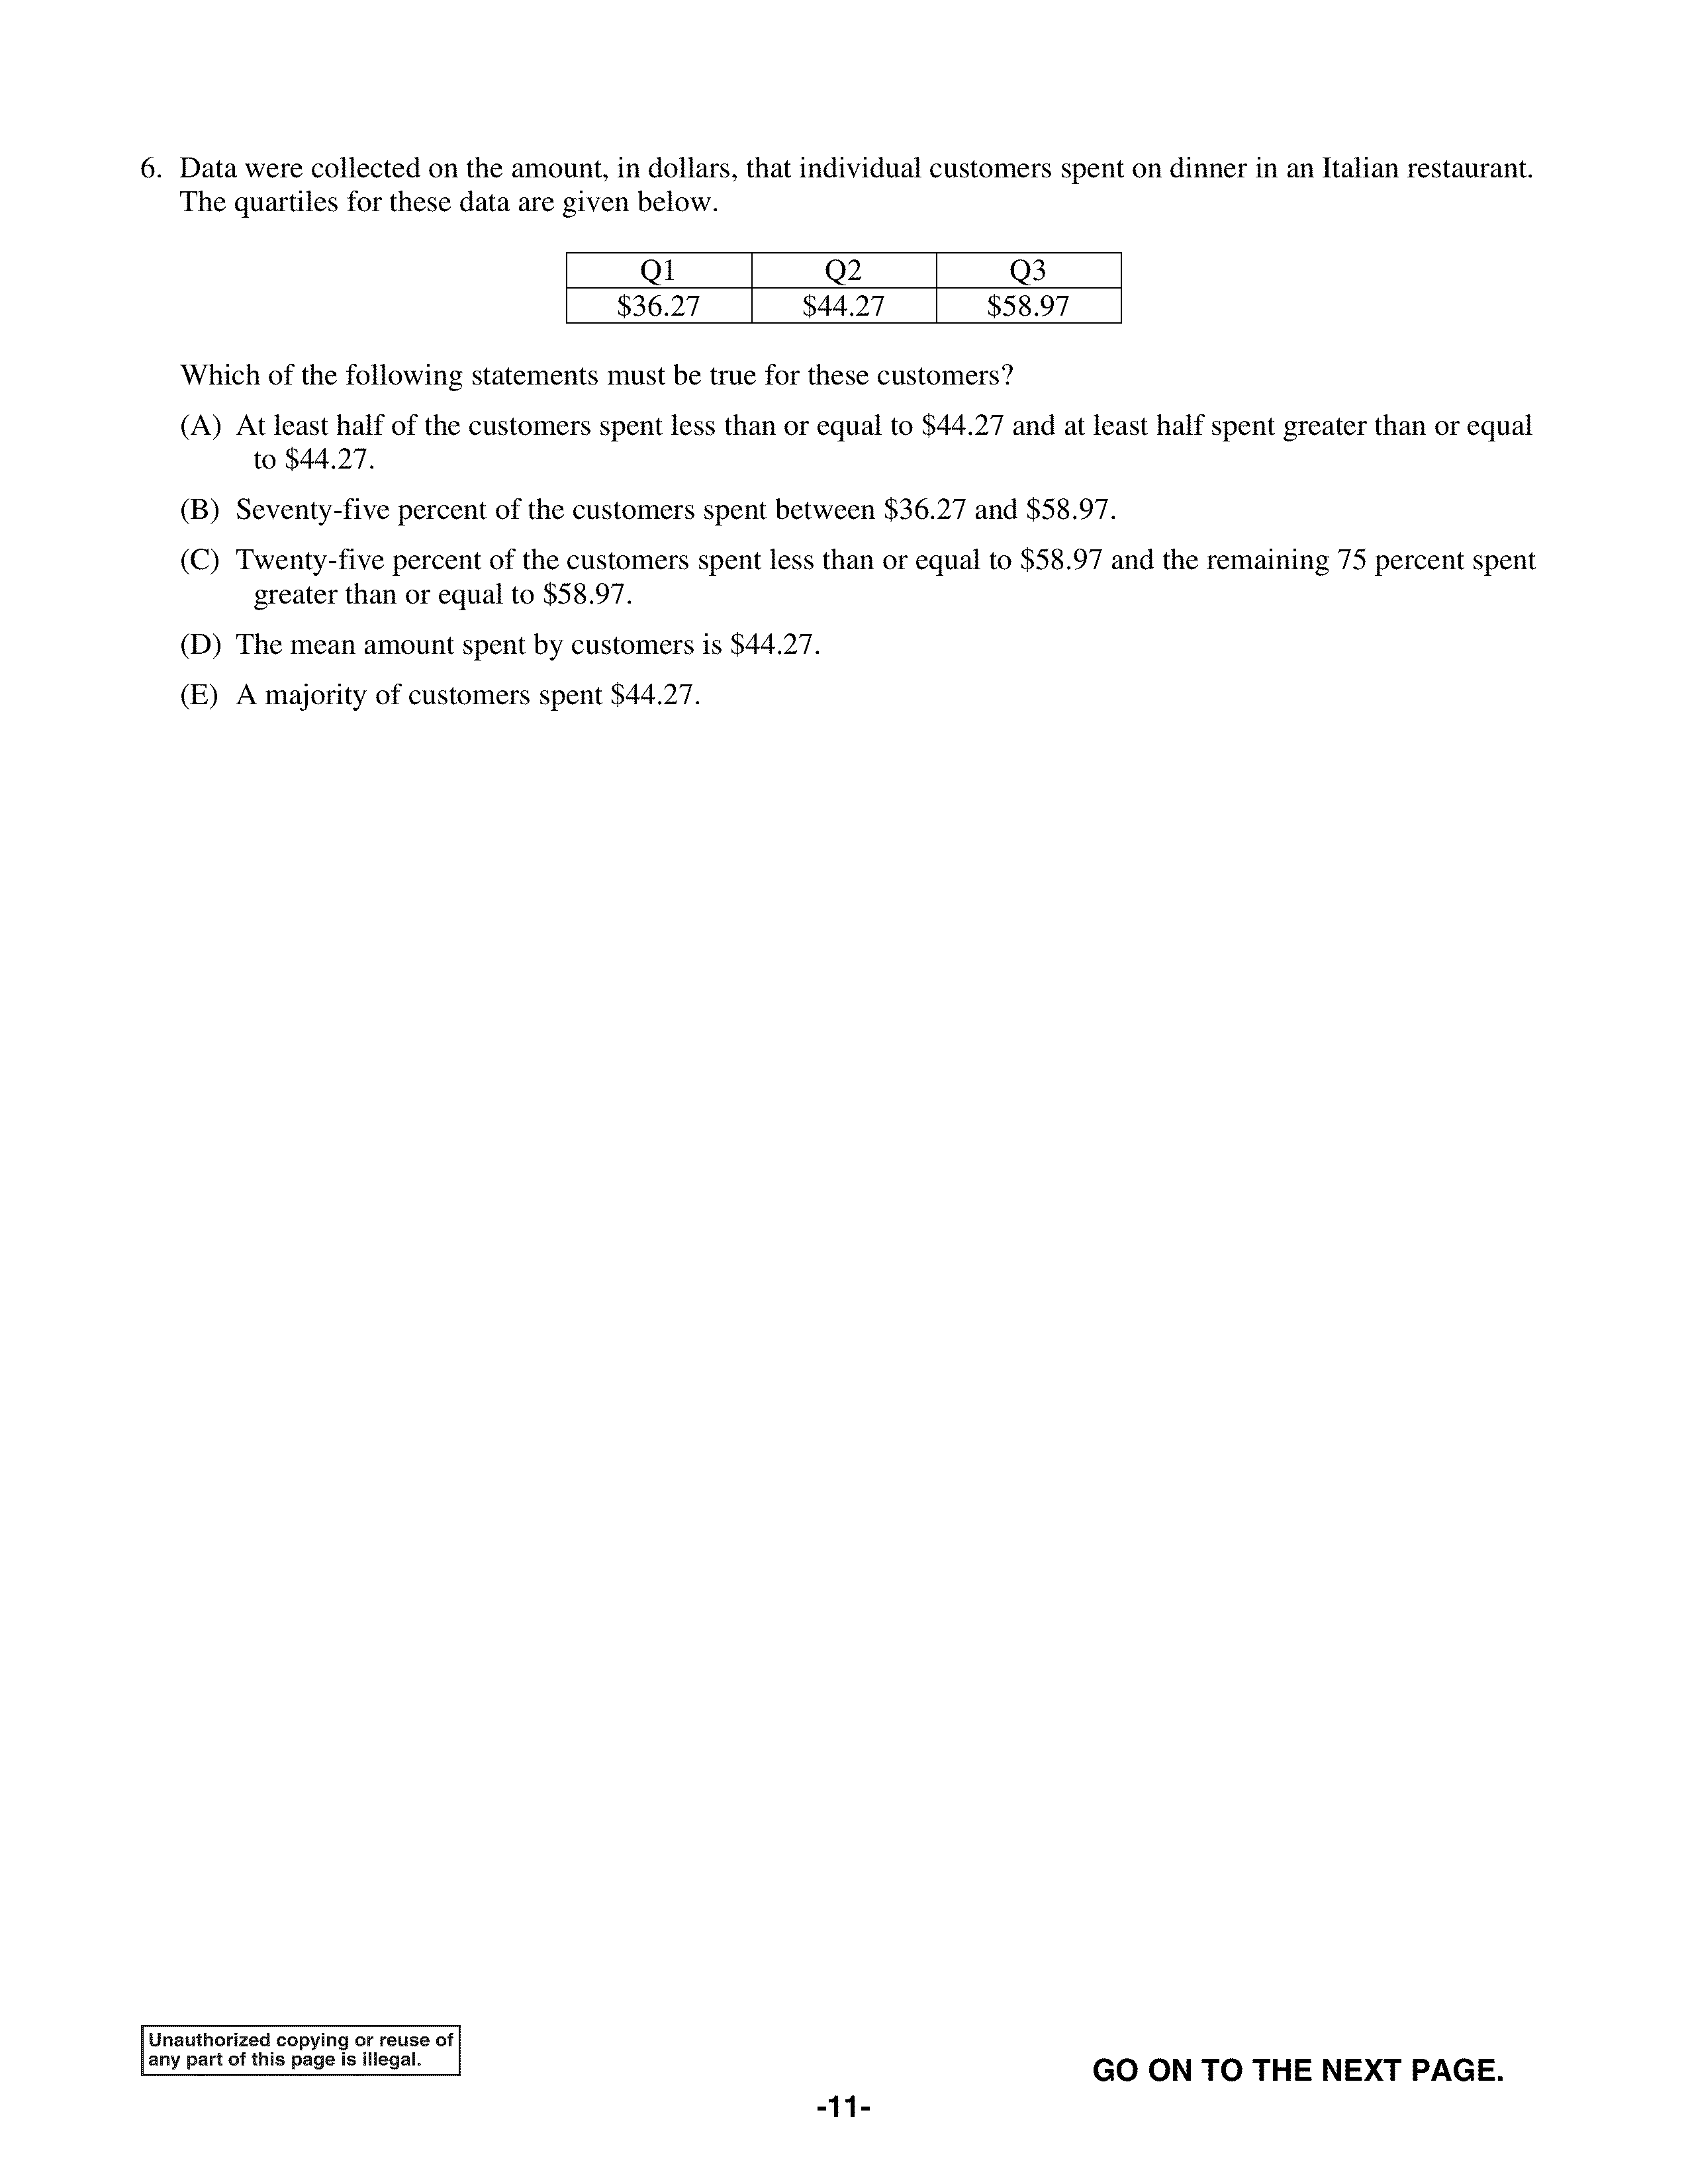 6. Data were collected on the amount, in dollars, that individual customers spent on dinner in an Italian restaurant.
The quartiles for these data are given below.
Q1 Q2 Q3
$36.27 $44.27 $58.97
Which of the following statements must be true for these customers?
(A) At least half of the customers spent less than or equal to $44.27 and at least half spent greater than or equal
to $44.27.
(B) Seventy-five percent of the customers spent between $36.27 and $58.97.
(C) Twenty-five percent of the customers spent less than or equal to $58.97 and the remaining 75 percent spent
greater than or equal to $58.97.
(D) The mean amount spent by customers is $44.27.
(E) A majority of customers spent $44.27.
Unauthorized copying or reuse of
any part of this page is illegal.
GO ON TO THE NEXT PAGE.
-11-